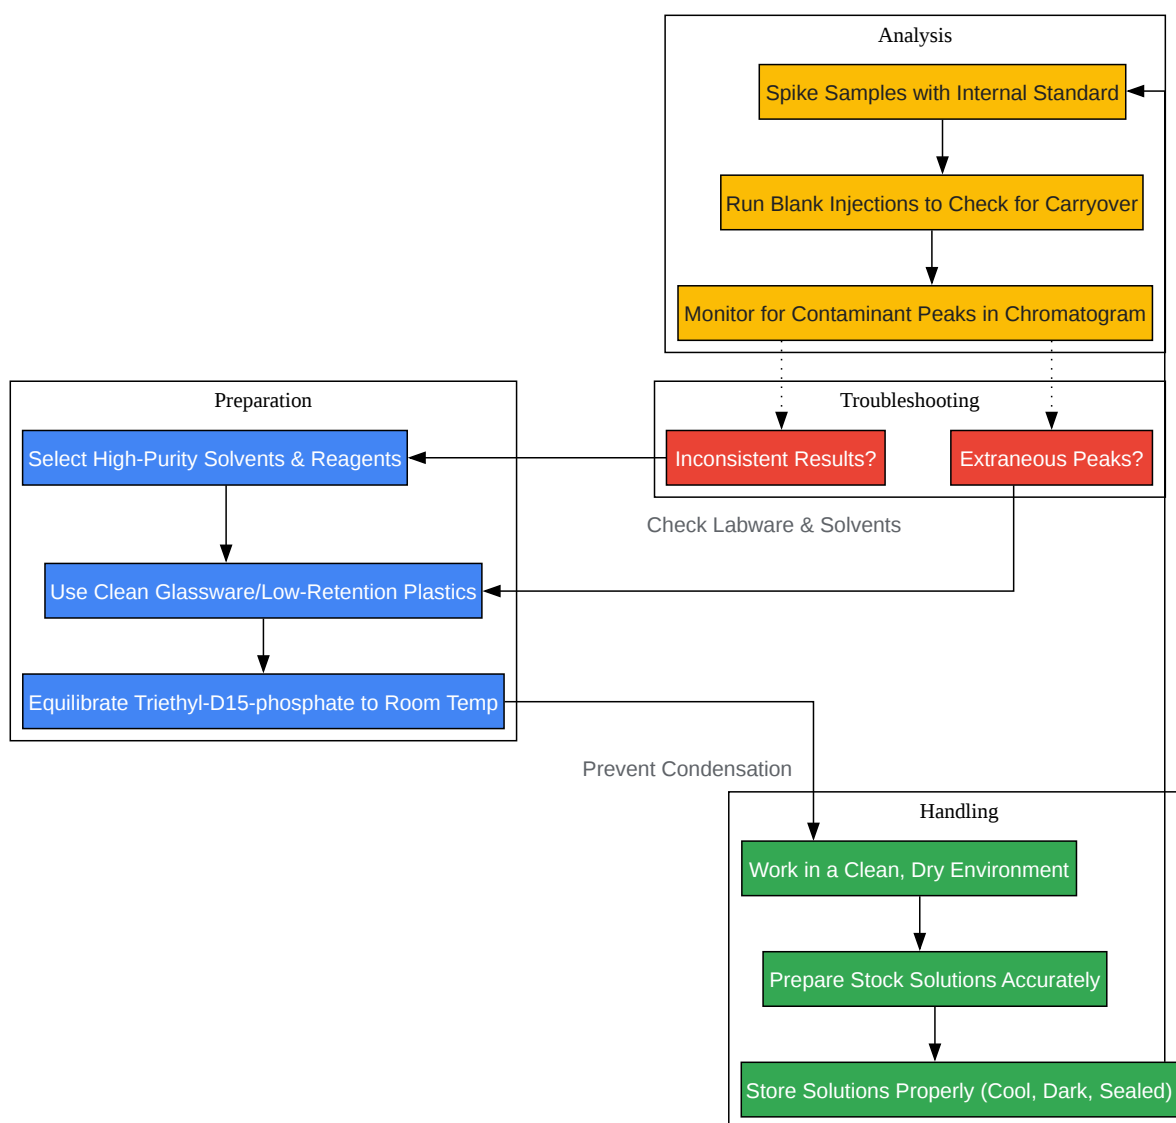 Analysis
Spike Samples with Internal Standard
Run Blank Injections to Check for Carryover
Monitor for Contaminant Peaks in Chromatogram
Preparation
Troubleshooting
Select High-Purity Solvents & Reagents
Inconsistent Results?
Extraneous Peaks?
Check Labware & Solvents
Use Clean Glassware/Low-Retention Plastics
Equilibrate Triethyl-D15-phosphate to Room Temp
Prevent Condensation
Handling
Work in a Clean, Dry Environment
Prepare Stock Solutions Accurately
Store Solutions Properly (Cool, Dark, Sealed)